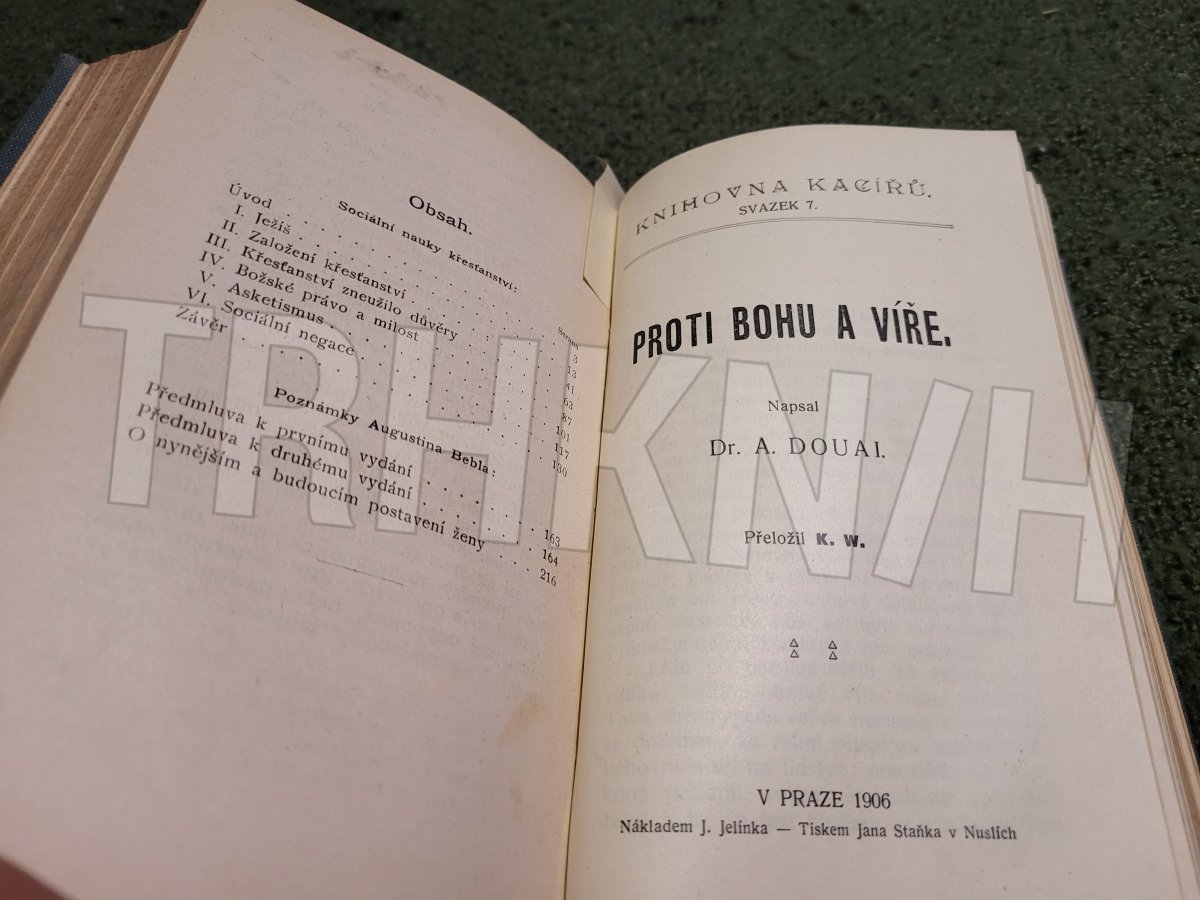 Obsah.
Sociální nauky křesťanství:
Strana
Úvod . . . . . . . . . . 3
I. Ježíš . . . . . . . . . . 13
II. Založení křesťanství . . . . . . . . 41
III. Křesťanství zneužilo důvěry . . . . . . 63
IV. Božské právo a milost . . . . . . . 87
V. Asketismus . . . . . . . . . . 101
VI. Sociální negace . . . . . . . . . 117
Závěr . . . . . . . . . . 130
Poznámky Augustina Bebla:
Předmluva k prvnímu vydání . . . . . . 163
Předmluva k druhému vydání . . . . . . 164
O nynějším a budoucím postavení ženy . . . . 216
KNIHOVNA KACÍŘŮ.
SVAZEK 7.
PROTI BOHU A VÍŘE.
Napsal
Dr. A. DOUAI.
Přeložil K. W.
V PRAZE 1906
Nákladem J. Jelínka — Tiskem Jana Staňka v Nuslích
TRHKNIH